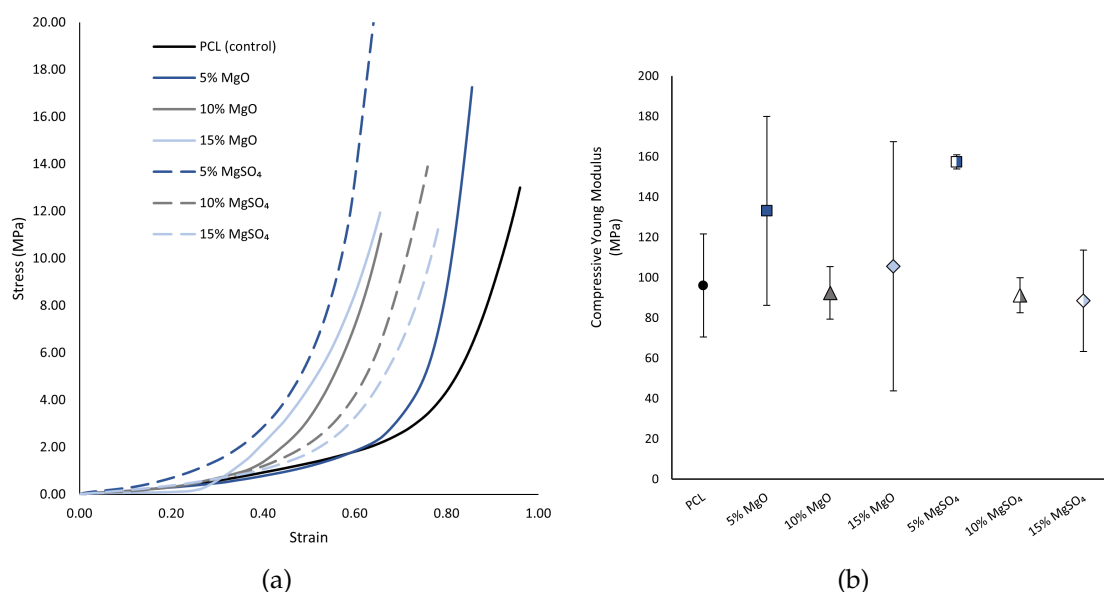 20.00
18.00
16.00
14.00
12.00
10.00
8.00
6.00
4.00
2.00
0.00
Stress (MPa)
PCL (control)
5% MgO
10% MgO
15% MgO
5% MgSO₄
10% MgSO₄
15% MgSO₄
0.00 0.20 0.40 0.60 0.80 1.00
Strain
(a)
Compressive Young Modulus
(MPa)
200
180
160
140
120
100
80
60
40
20
0
PCL 5% MgO 10% MgO 15% MgO 5% MgSO₄ 10% MgSO₄ 15% MgSO₄
(b)